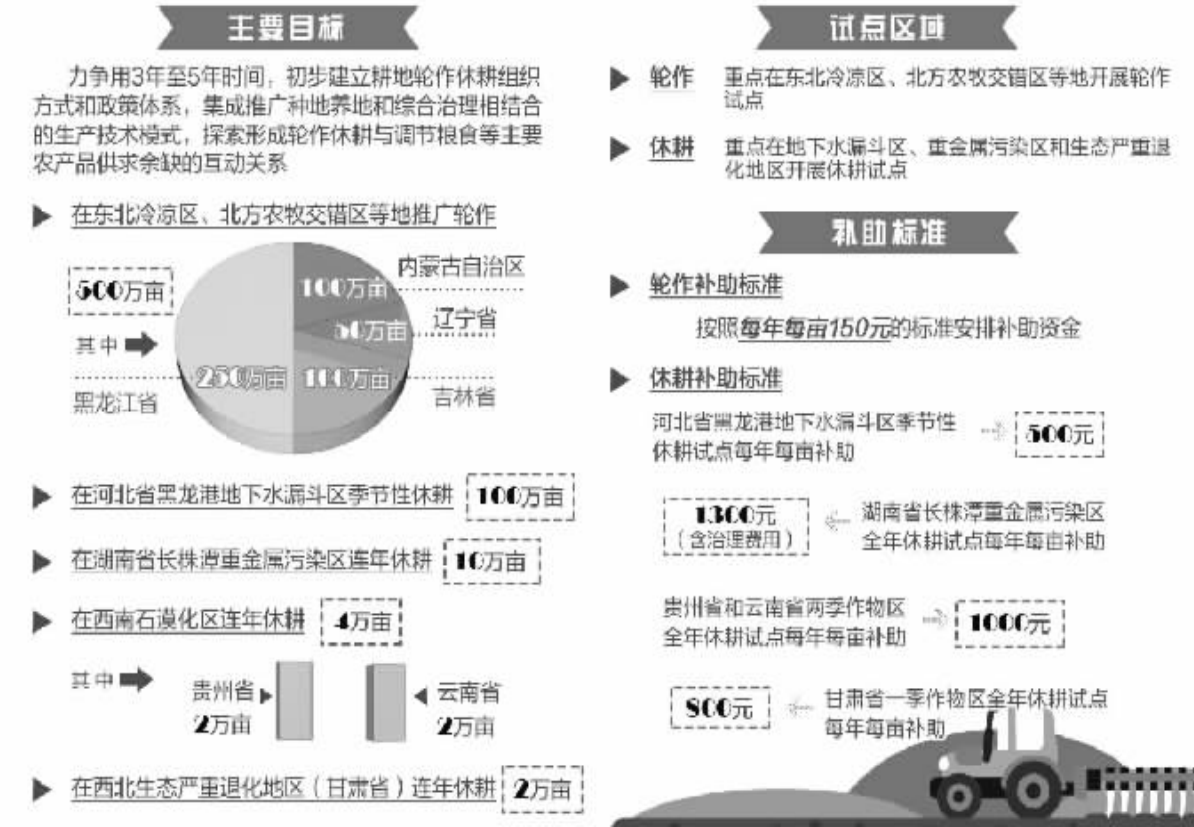 主要目标
力争用3年至5年时间，初步建立耕地轮作休耕组织
方式和政策体系，集成推广种地养地和综合治理相结合
的生产技术模式，探索形成轮作休耕与调节粮食等主要
农产品供求余缺的互动关系
在东北冷凉区、北方农牧交错区等地推广轮作
500万亩
其中
内蒙古自治区
100万亩
辽宁省
50万亩
黑龙江省
250万亩
100万亩
吉林省
在河北省黑龙港地下水漏斗区季节性休耕
100万亩
在湖南省长株潭重金属污染区连年休耕
10万亩
在西南石漠化区连年休耕
4万亩
其中
贵州省
2万亩
云南省
2万亩
在西北生态严重退化地区（甘肃省）连年休耕
2万亩
试点区域
轮作
重点在东北冷凉区、北方农牧交错区等地开展轮作
试点
休耕
重点在地下水漏斗区、重金属污染区和生态严重退
化地区开展休耕试点
补助标准
轮作补助标准
按照每年每亩150元的标准安排补助资金
休耕补助标准
河北省黑龙港地下水漏斗区季节性
休耕试点每年每亩补助
500元
1300元
（含治理费用）
湖南省长株潭重金属污染区
全年休耕试点每年每亩补助
贵州省和云南省两季作物区
全年休耕试点每年每亩补助
1000元
800元
甘肃省一季作物区全年休耕试点
每年每亩补助